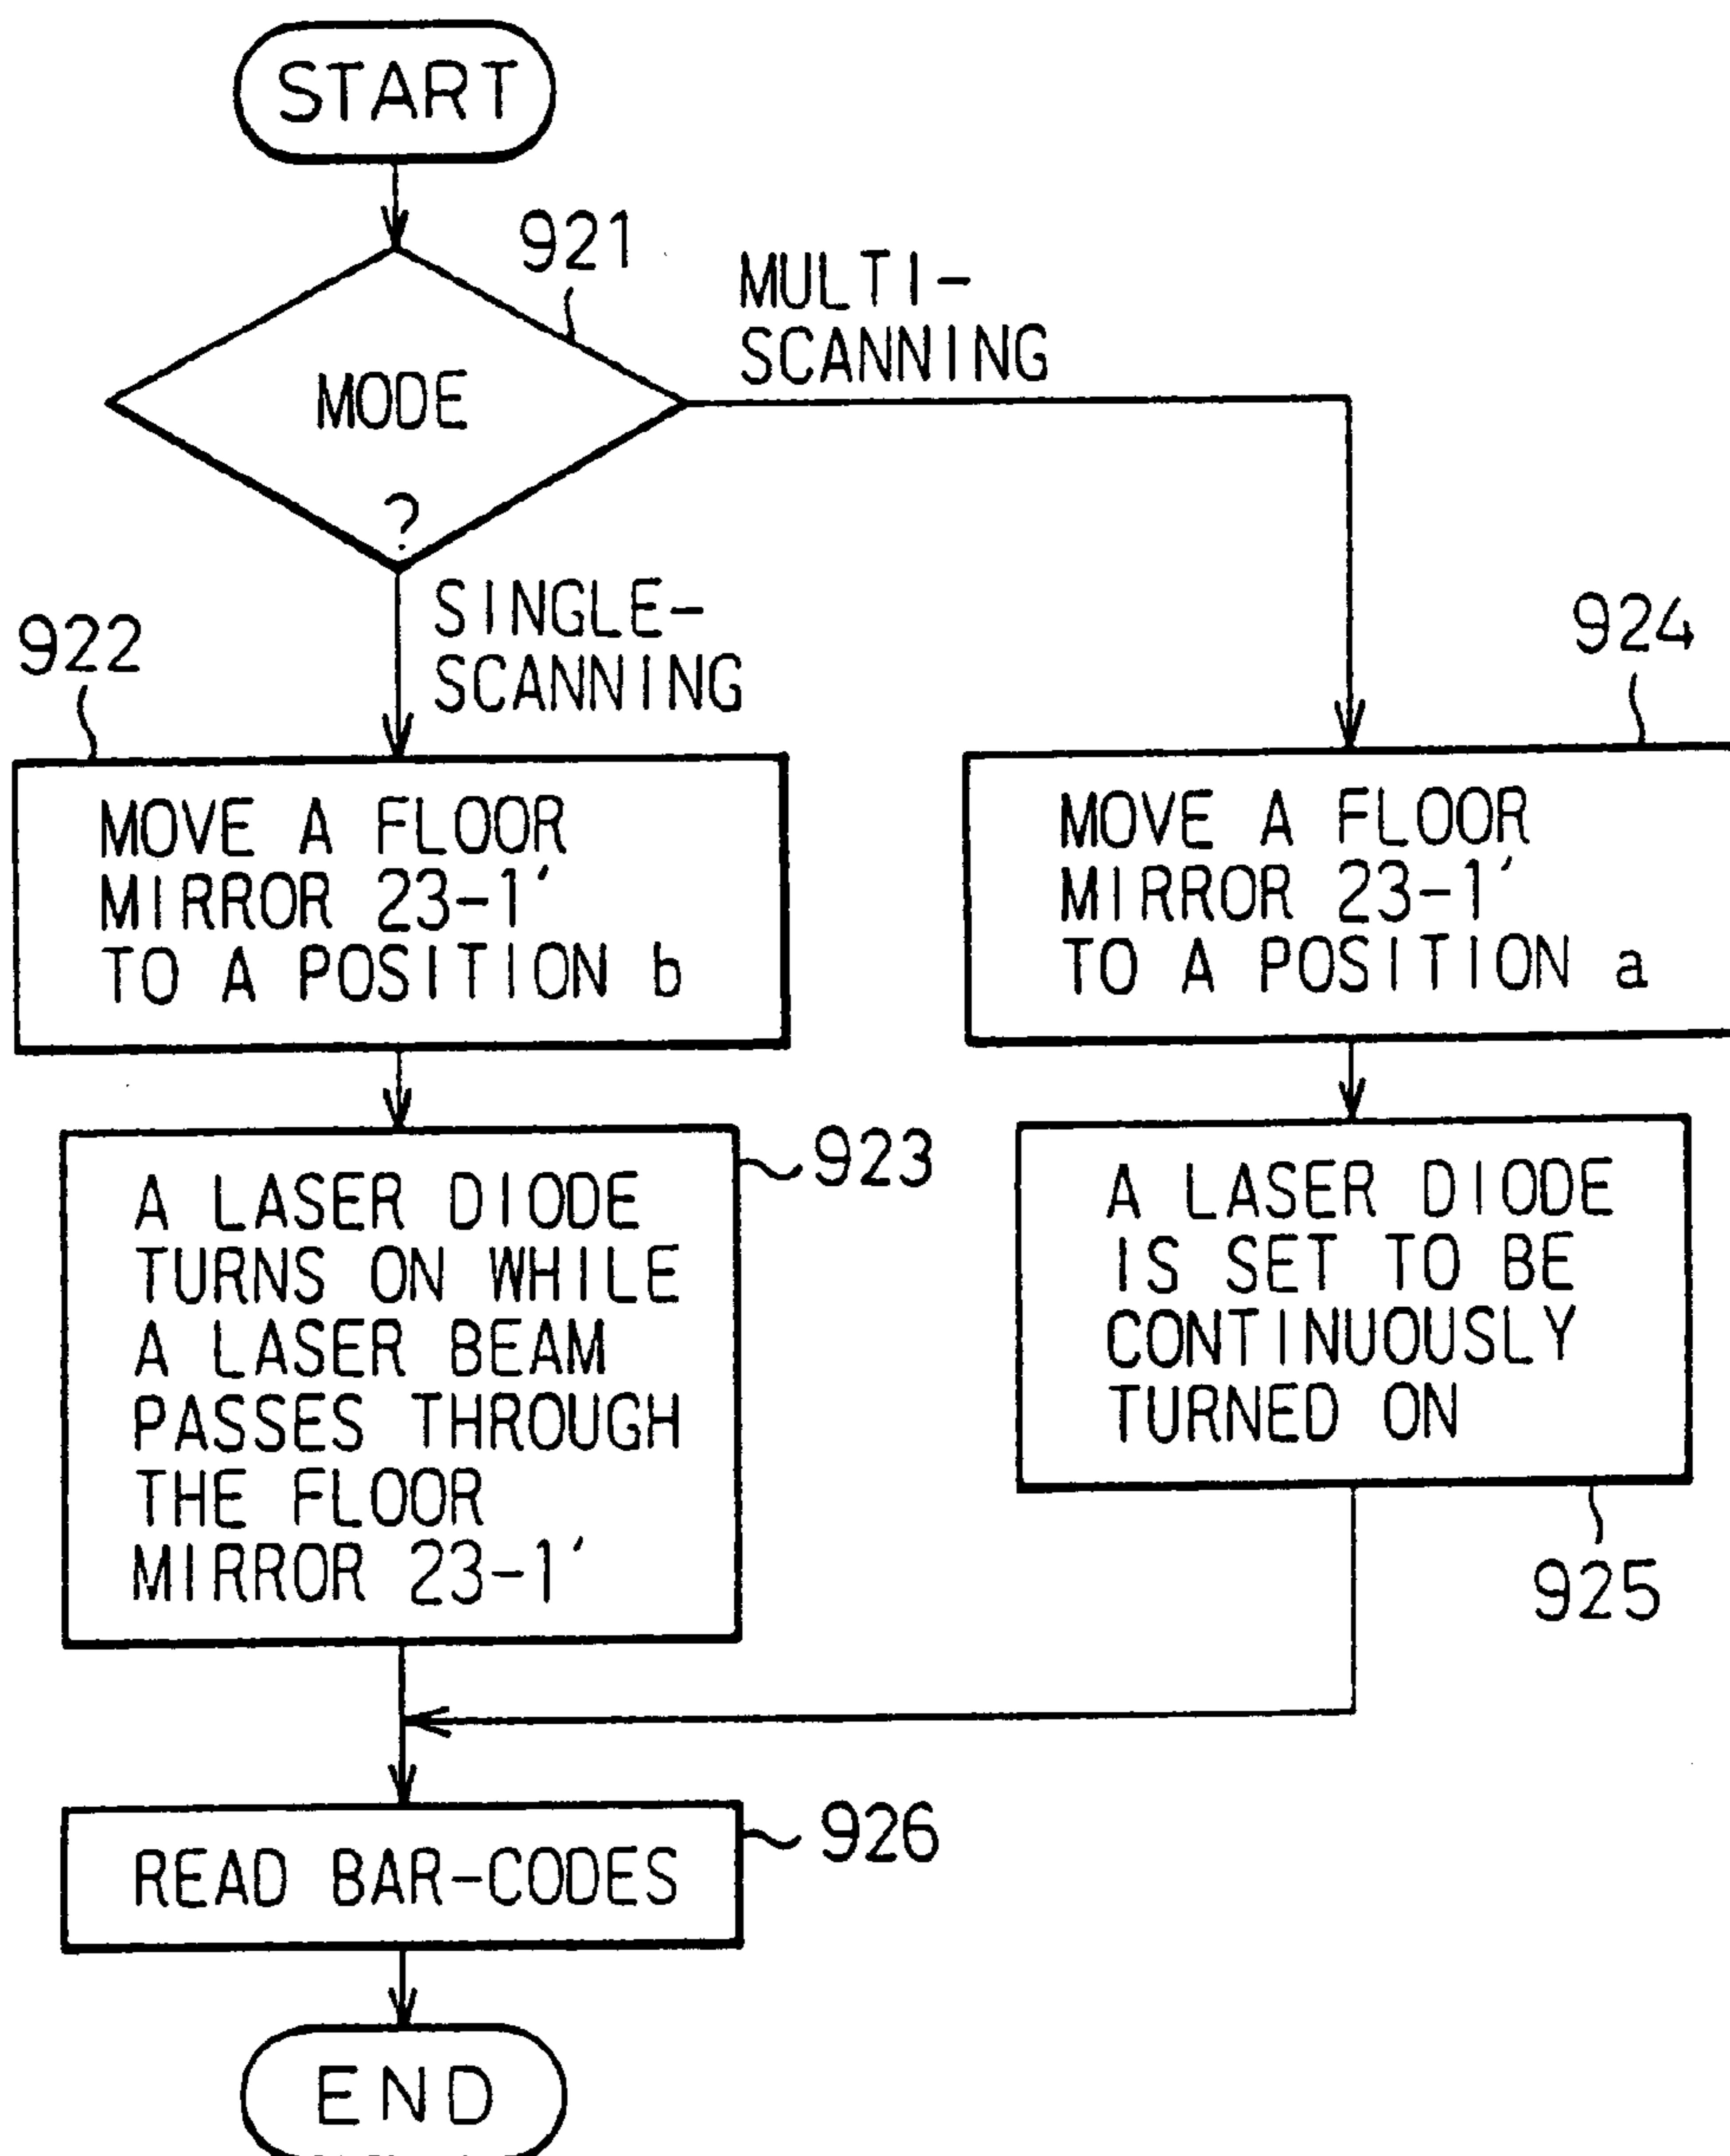 START
921
MULTI-
SCANNING
MODE
?
SINGLE-
SCANNING
922
924
MOVE A FLOOR
MIRROR 23-1'
TO A POSITION b
MOVE A FLOOR
MIRROR 23-1'
TO A POSITION a
923
A LASER DIODE
TURNS ON WHILE
A LASER BEAM
PASSES THROUGH
THE FLOOR
MIRROR 23-1'
A LASER DIODE
IS SET TO BE
CONTINUOUSLY
TURNED ON
925
926
READ BAR-CODES
END